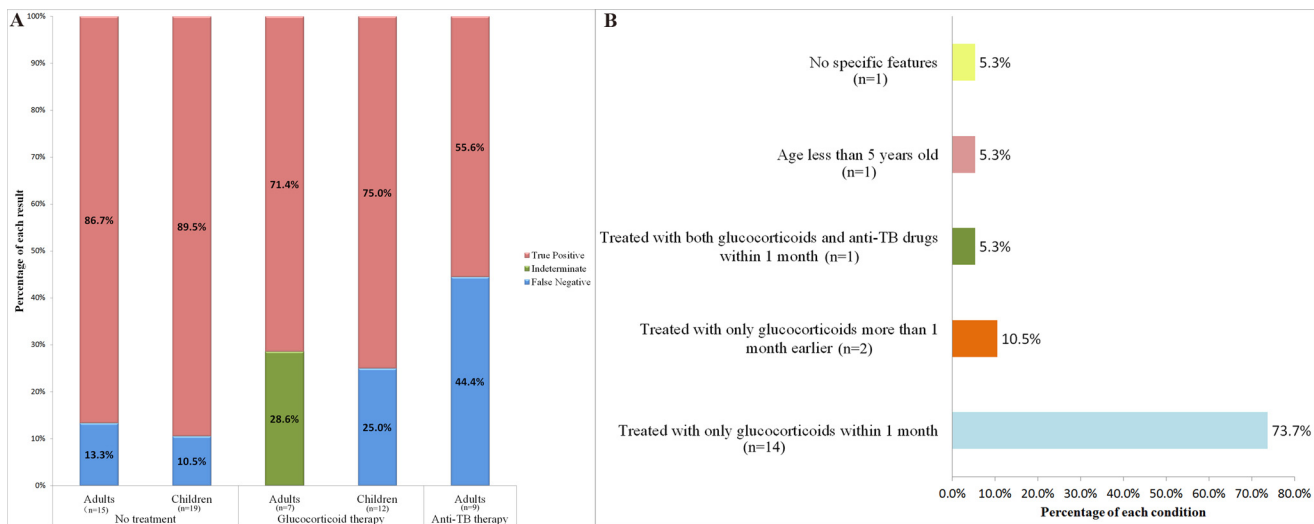 A
100%
90%
80%
70%
60%
50%
40%
30%
20%
10%
0%
Percentage of each result
86.7%
13.3%
89.5%
10.5%
71.4%
28.6%
75.0%
25.0%
55.6%
44.4%
Adults
(n=15)
Children
(n=19)
Adults
(n=7)
Children
(n=12)
Adults
(n=9)
No treatment
Glucocorticoid therapy
Anti-TB therapy
True Positive
Indeterminate
False Negative
B
No specific features
(n=1)
5.3%
Age less than 5 years old
(n=1)
5.3%
Treated with both glucocorticoids and anti-TB drugs
within 1 month (n=1)
5.3%
Treated with only glucocorticoids more than 1
month earlier (n=2)
10.5%
Treated with only glucocorticoids within 1 month
(n=14)
73.7%
0.0% 10.0% 20.0% 30.0% 40.0% 50.0% 60.0% 70.0% 80.0%
Percentage of each condition